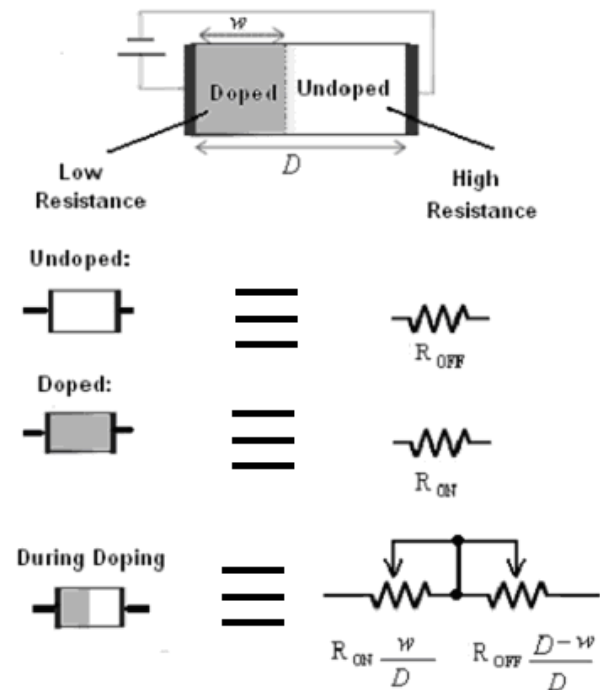 w
Doped Undoped
D
Low
Resistance
High
Resistance
Undoped:
R OFF
Doped:
R ON
During Doping
R ON w/D R OFF D-w/D